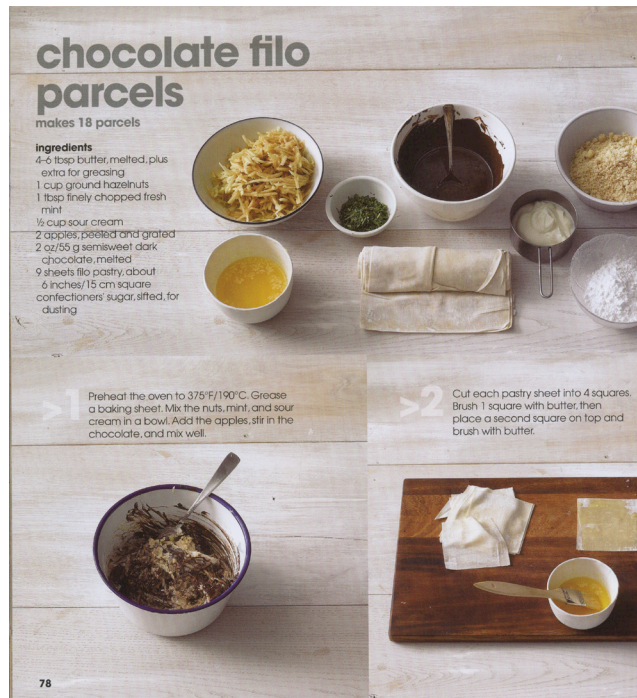 chocolate filo
parcels
makes 18 parcels
ingredients
4–6 tbsp butter, melted, plus
extra for greasing
1 cup ground hazelnuts
1 tbsp finely chopped fresh
mint
½ cup sour cream
2 apples, peeled and grated
2 oz/55 g semisweet dark
chocolate, melted
9 sheets filo pastry, about
6 inches/15 cm square
confectioners' sugar, sifted, for
dusting
>1
Preheat the oven to 375°F/190°C. Grease
a baking sheet. Mix the nuts, mint, and sour
cream in a bowl. Add the apples, stir in the
chocolate, and mix well.
>2
Cut each pastry sheet into 4 squares.
Brush 1 square with butter, then
place a second square on top and
brush with butter.
78